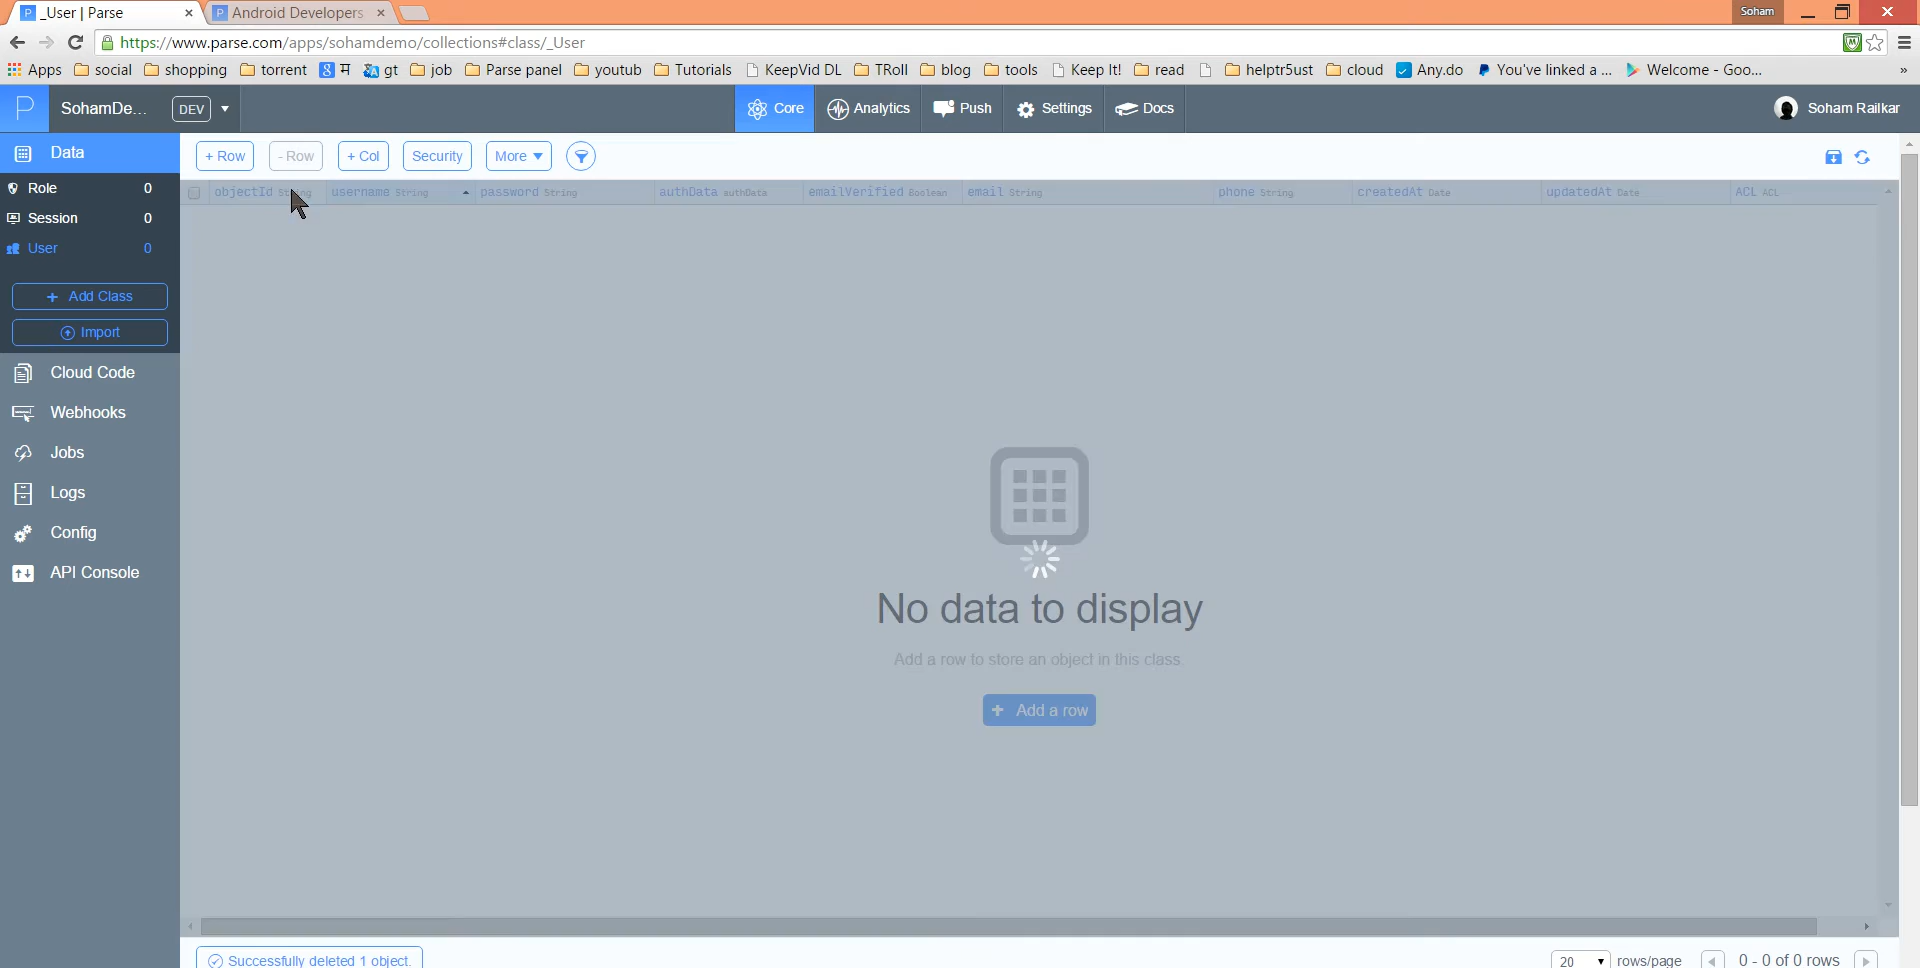 _User | Parse
Android Developers
Soham
https://www.parse.com/apps/sohamdemo/collections#class/_User
Apps social shopping torrent म gt job Parse panel youtub Tutorials KeepVid DL TRoll blog tools Keep It! read helptr5ust cloud Any.do You've linked a ... Welcome - Goo... »
SohamDe... DEV Core Analytics Push Settings Docs Soham Railkar
Data
+ Row - Row + Col Security More
objectId String username String password String authData authData emailVerified Boolean email String phone String createdAt Date updatedAt Date ACL ACL
Role 0
Session 0
User 0
+ Add Class
Import
Cloud Code
Webhooks
Jobs
Logs
Config
API Console
No data to display
Add a row to store an object in this class.
+ Add a row
Successfully deleted 1 object.
20 rows/page 0 - 0 of 0 rows